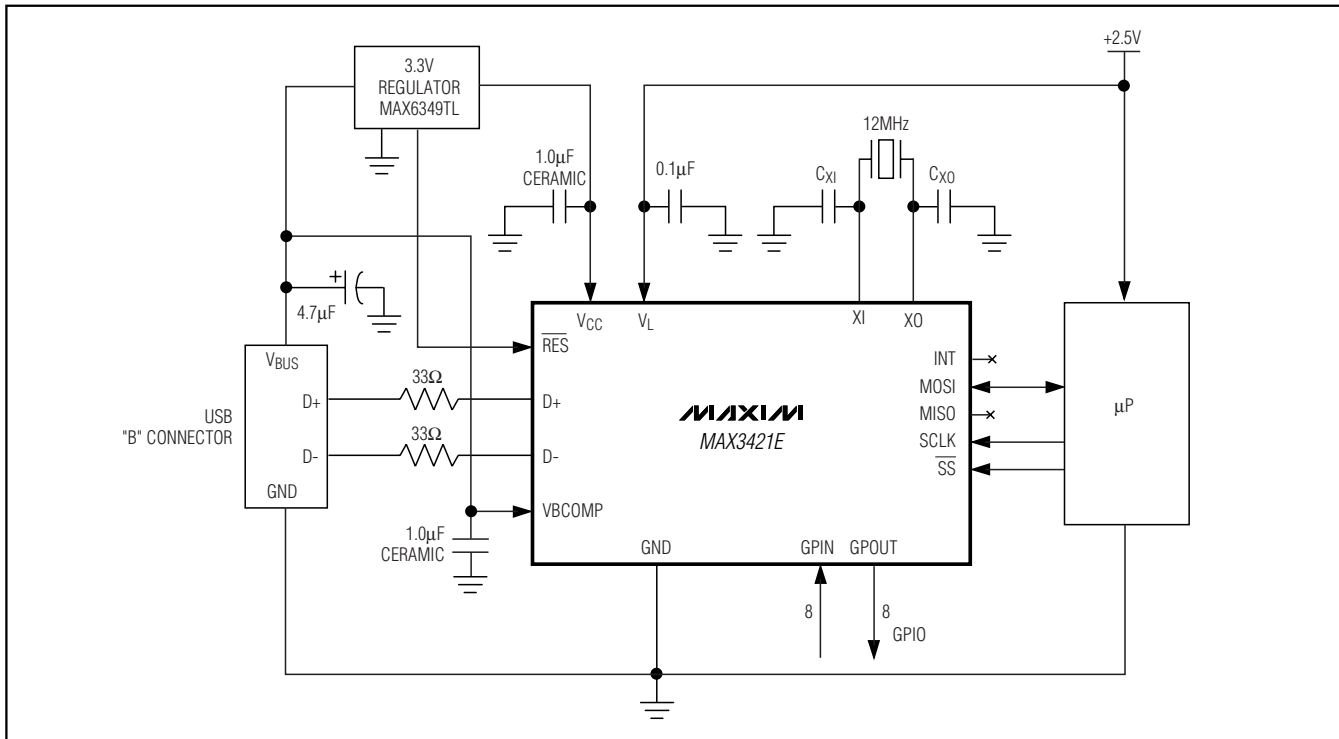 +2.5V
3.3V
REGULATOR
MAX6349TL
12MHz
1.0µF
CERAMIC
0.1µF
CXI
CXO
+
4.7µF
VCC
VL
XI
XO
RES
VBUS
D+
D-
GND
USB
"B" CONNECTOR
33Ω
33Ω
D+
D-
VBCOMP
MAXIM
MAX3421E
INT
MOSI
MISO
SCLK
SS
µP
1.0µF
CERAMIC
GND
GPIN
GPOUT
8
8
GPIO